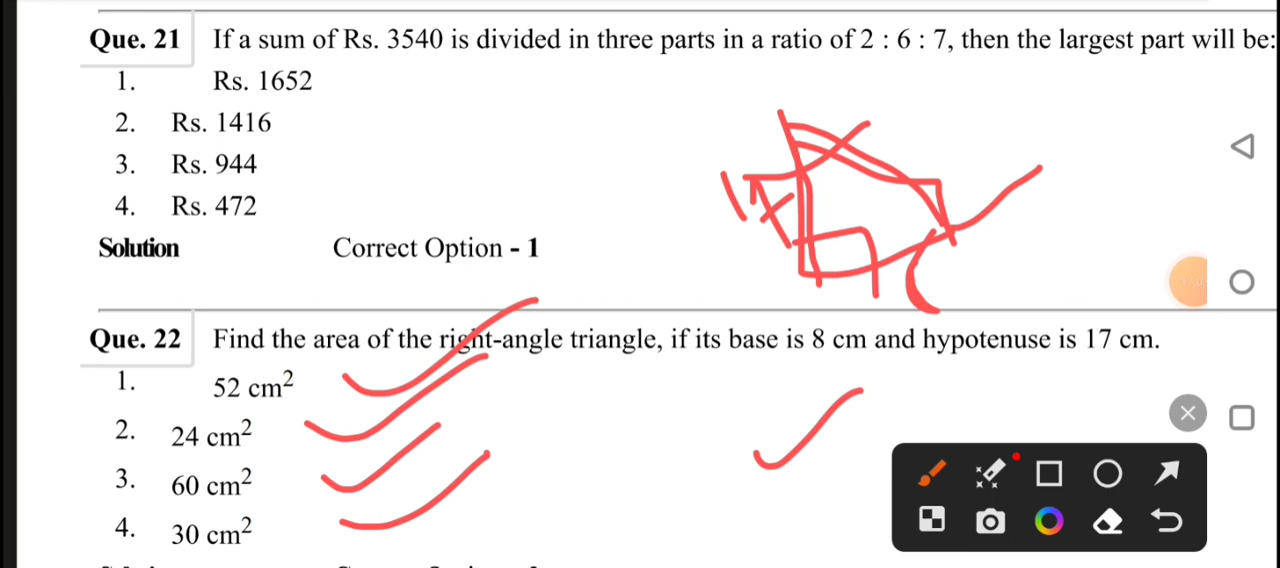 Que. 21 If a sum of Rs. 3540 is divided in three parts in a ratio of 2 : 6 : 7, then the largest part will be:
1. Rs. 1652
2. Rs. 1416
3. Rs. 944
4. Rs. 472
Solution Correct Option - 1
Que. 22 Find the area of the right-angle triangle, if its base is 8 cm and hypotenuse is 17 cm.
1. 52 cm²
2. 24 cm²
3. 60 cm²
4. 30 cm²